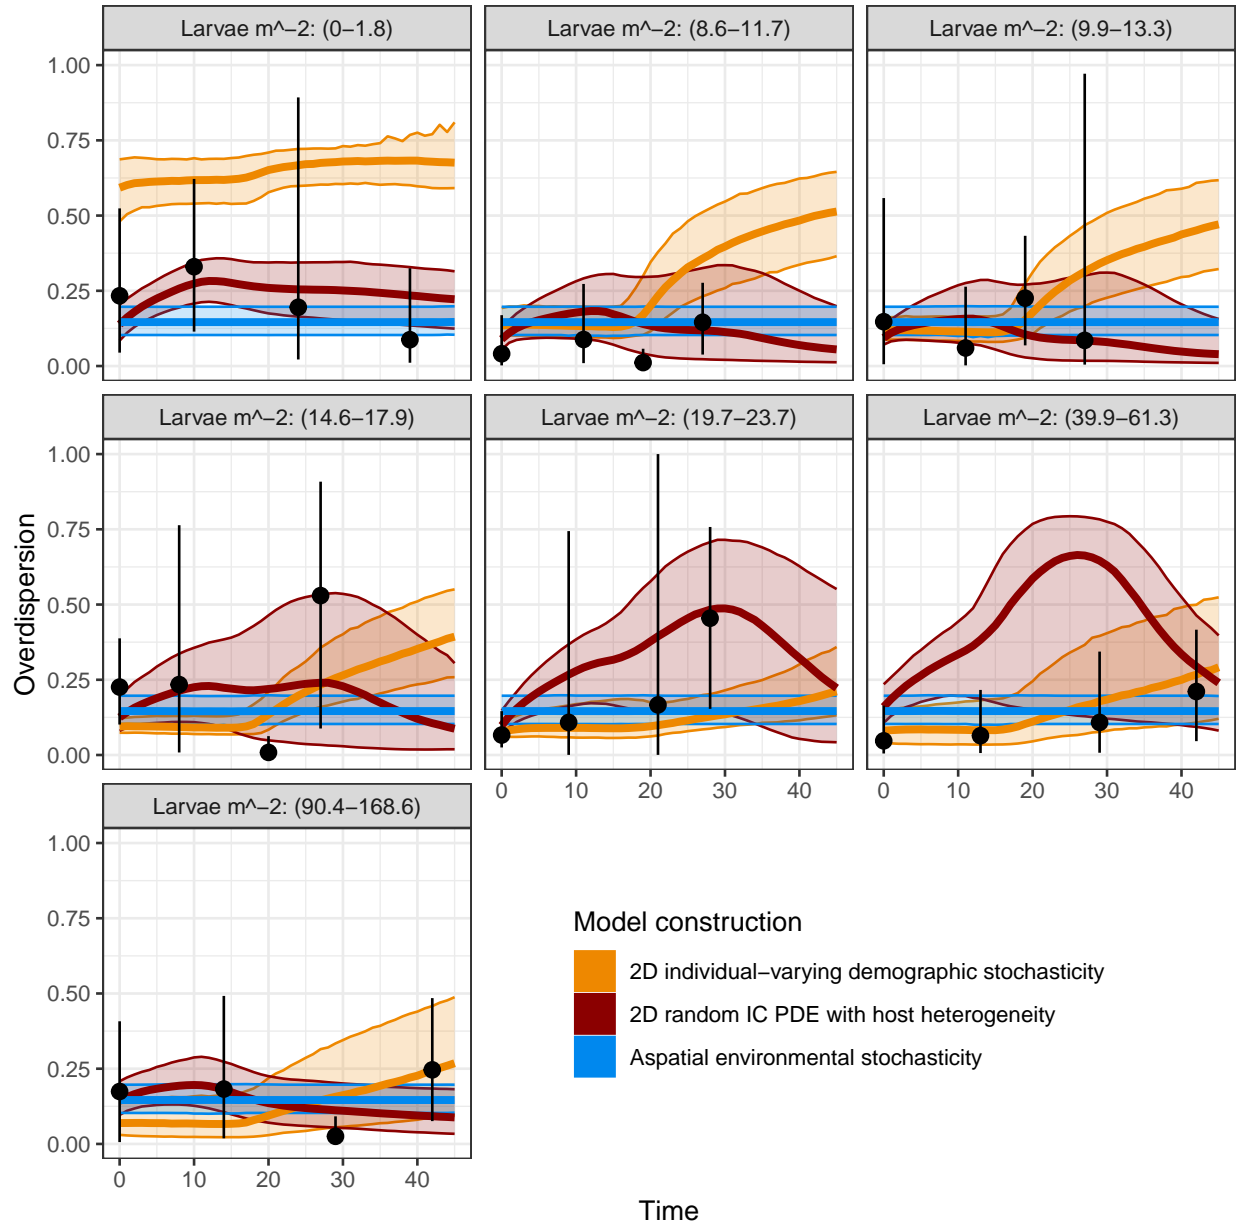 Larvae m^−2: (0−1.8)
Larvae m^−2: (8.6−11.7)
Larvae m^−2: (9.9−13.3)
1.00
0.75
0.50
0.25
0.00
Larvae m^−2: (14.6−17.9)
Larvae m^−2: (19.7−23.7)
Larvae m^−2: (39.9−61.3)
1.00
0.75
0.50
0.25
0.00
0 10 20 30 40
0 10 20 30 40
Larvae m^−2: (90.4−168.6)
1.00
0.75
0.50
0.25
0.00
0 10 20 30 40
Overdispersion
Time
Model construction
2D individual−varying demographic stochasticity
2D random IC PDE with host heterogeneity
Aspatial environmental stochasticity